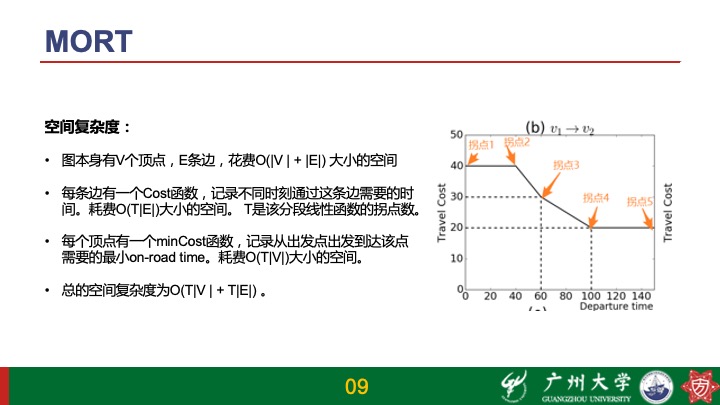 MORT
空间复杂度：
• 图本身有V个顶点，E条边，花费O(|V | + |E|) 大小的空间
• 每条边有一个Cost函数，记录不同时刻通过这条边需要的时
间。耗费O(T|E|)大小的空间。 T是该分段线性函数的拐点数。
• 每个顶点有一个minCost函数，记录从出发点出发到达该点
需要的最小on-road time。耗费O(T|V|)大小的空间。
• 总的空间复杂度为O(T|V | + T|E|) 。
(b) v₁ → v₂
拐点1
拐点2
拐点3
拐点4
拐点5
Travel Cost
50
40
30
20
10
0
0 20 40 60 80 100 120 140
Departure time
Travel Cost
09
广州大学
GUANGZHOU UNIVERSITY